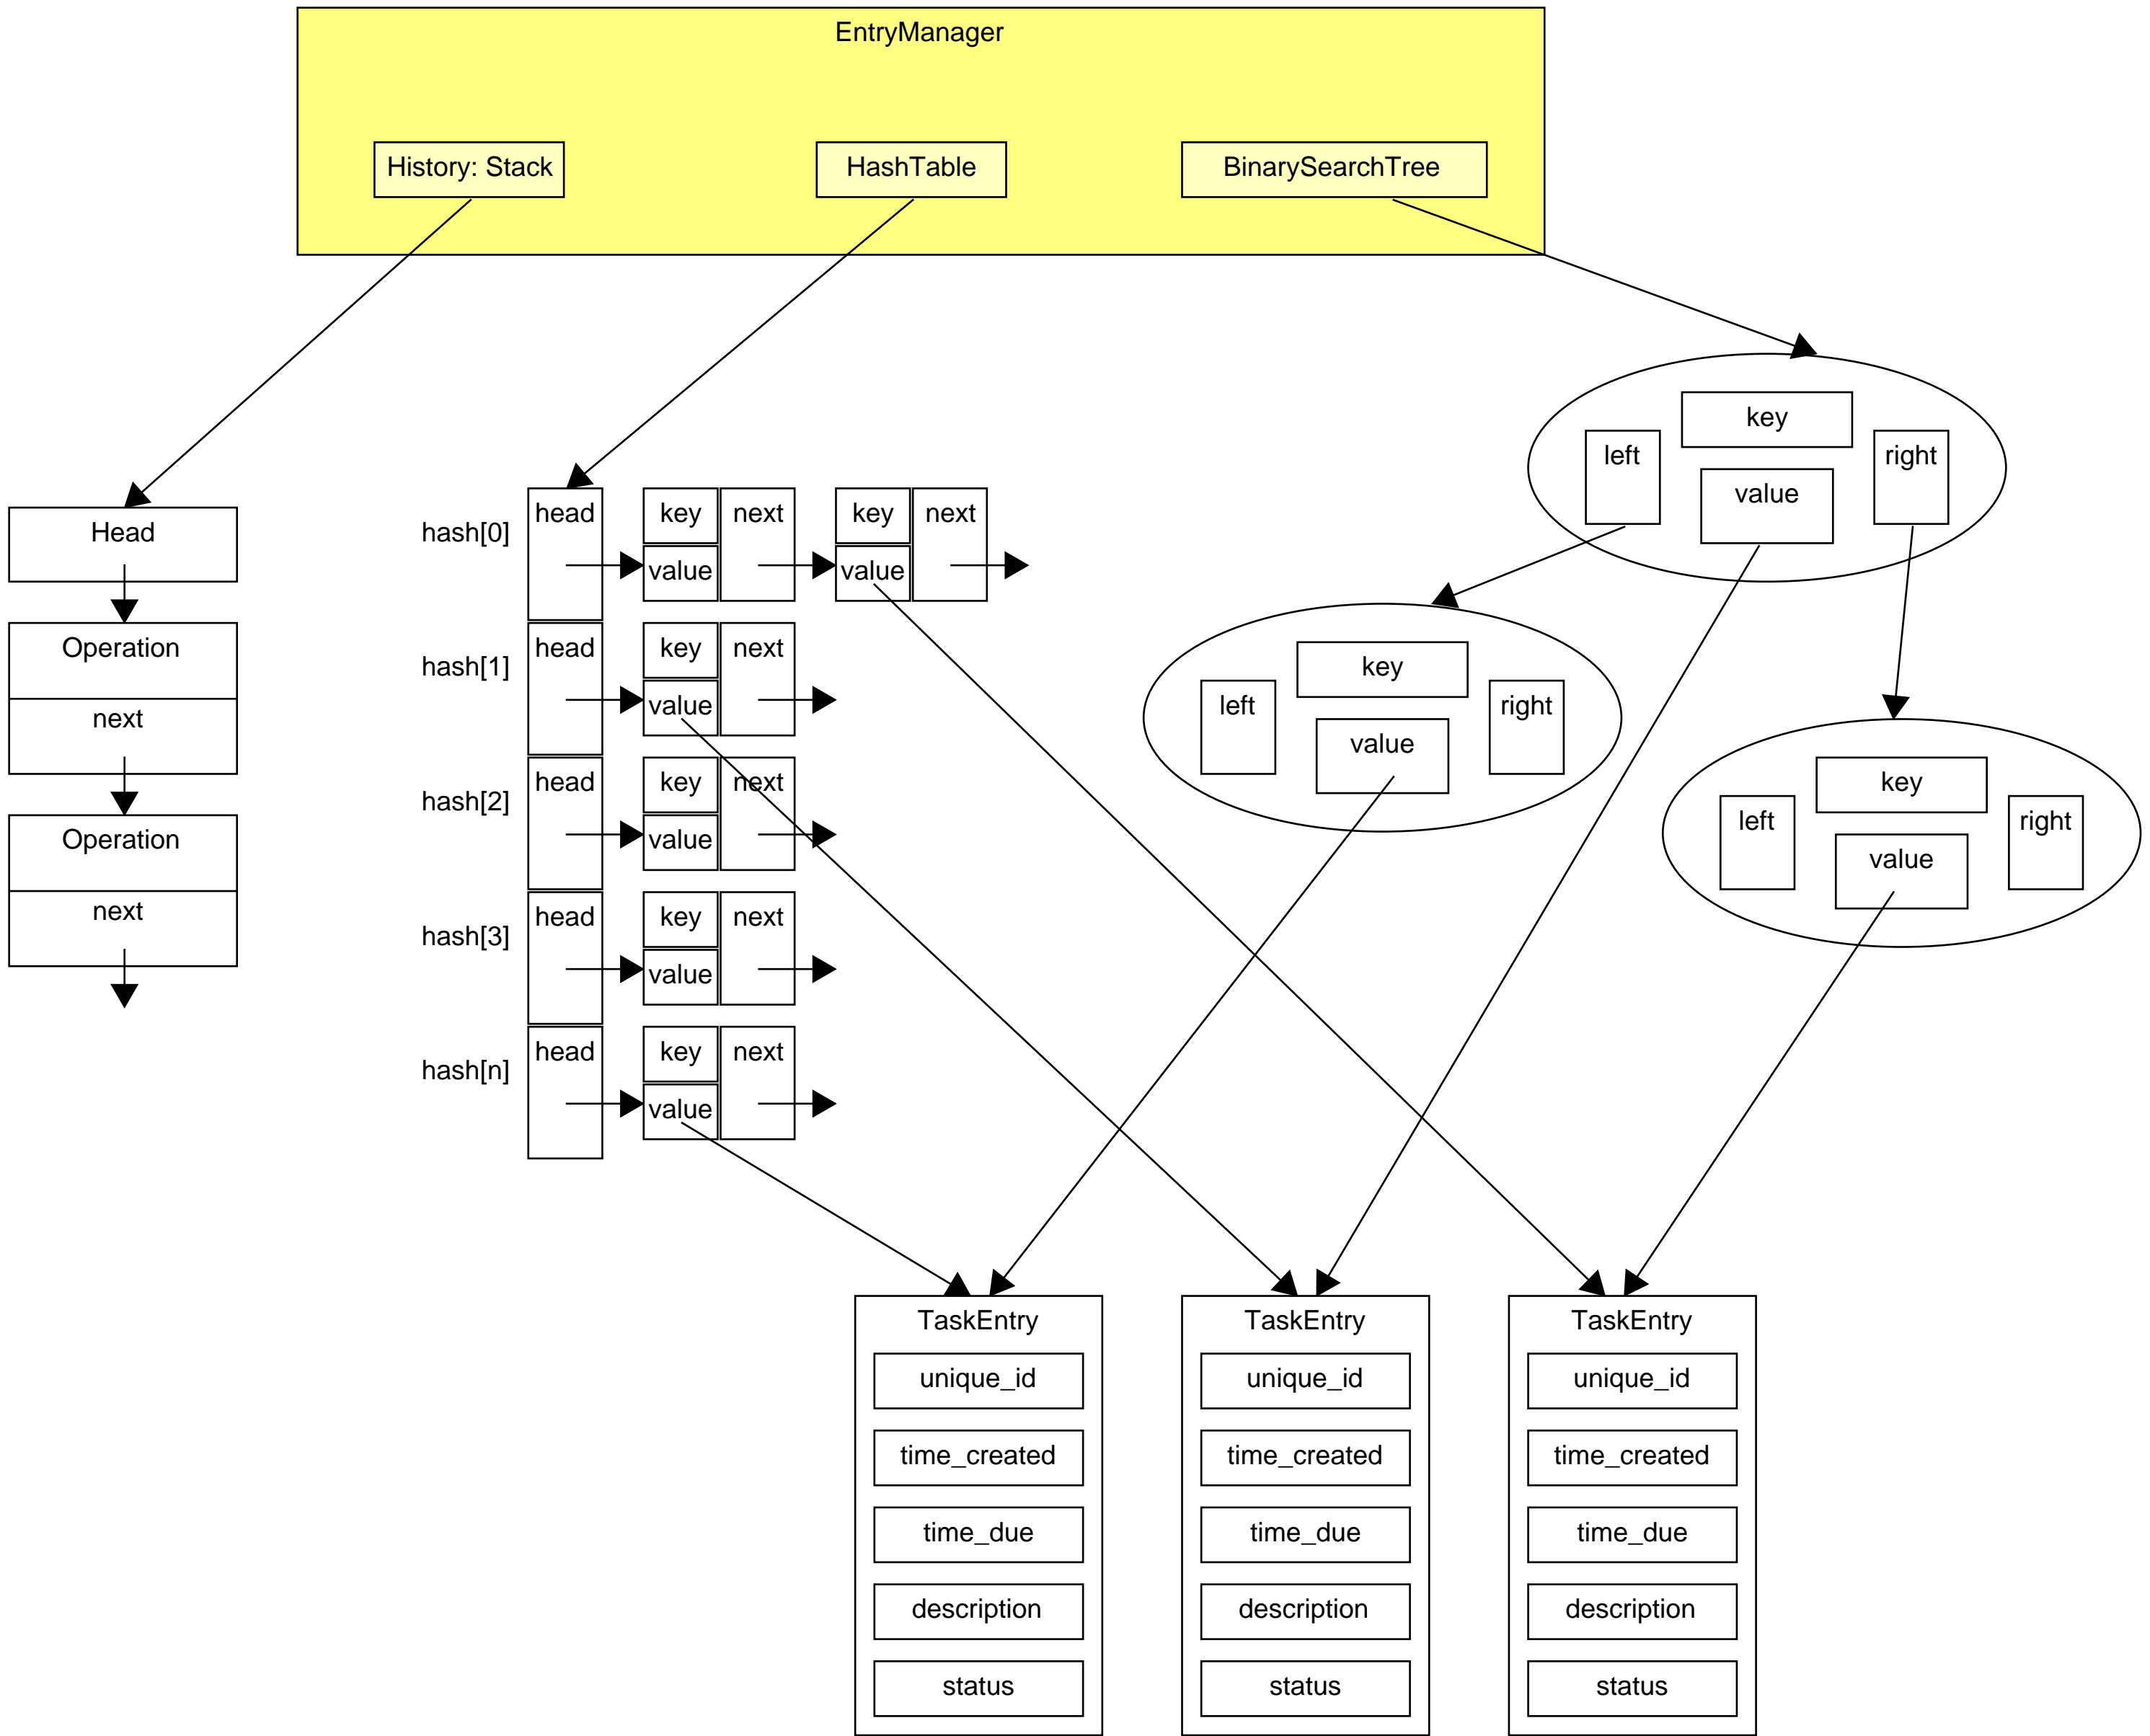 EntryManager
History: Stack
HashTable
BinarySearchTree
Head
Operation
next
Operation
next
hash[0]
head
key
next
value
key
next
value
hash[1]
head
key
next
value
hash[2]
head
key
next
value
hash[3]
head
key
next
value
hash[n]
head
key
next
value
key
left
right
value
key
left
right
value
key
left
right
value
TaskEntry
unique_id
time_created
time_due
description
status
TaskEntry
unique_id
time_created
time_due
description
status
TaskEntry
unique_id
time_created
time_due
description
status